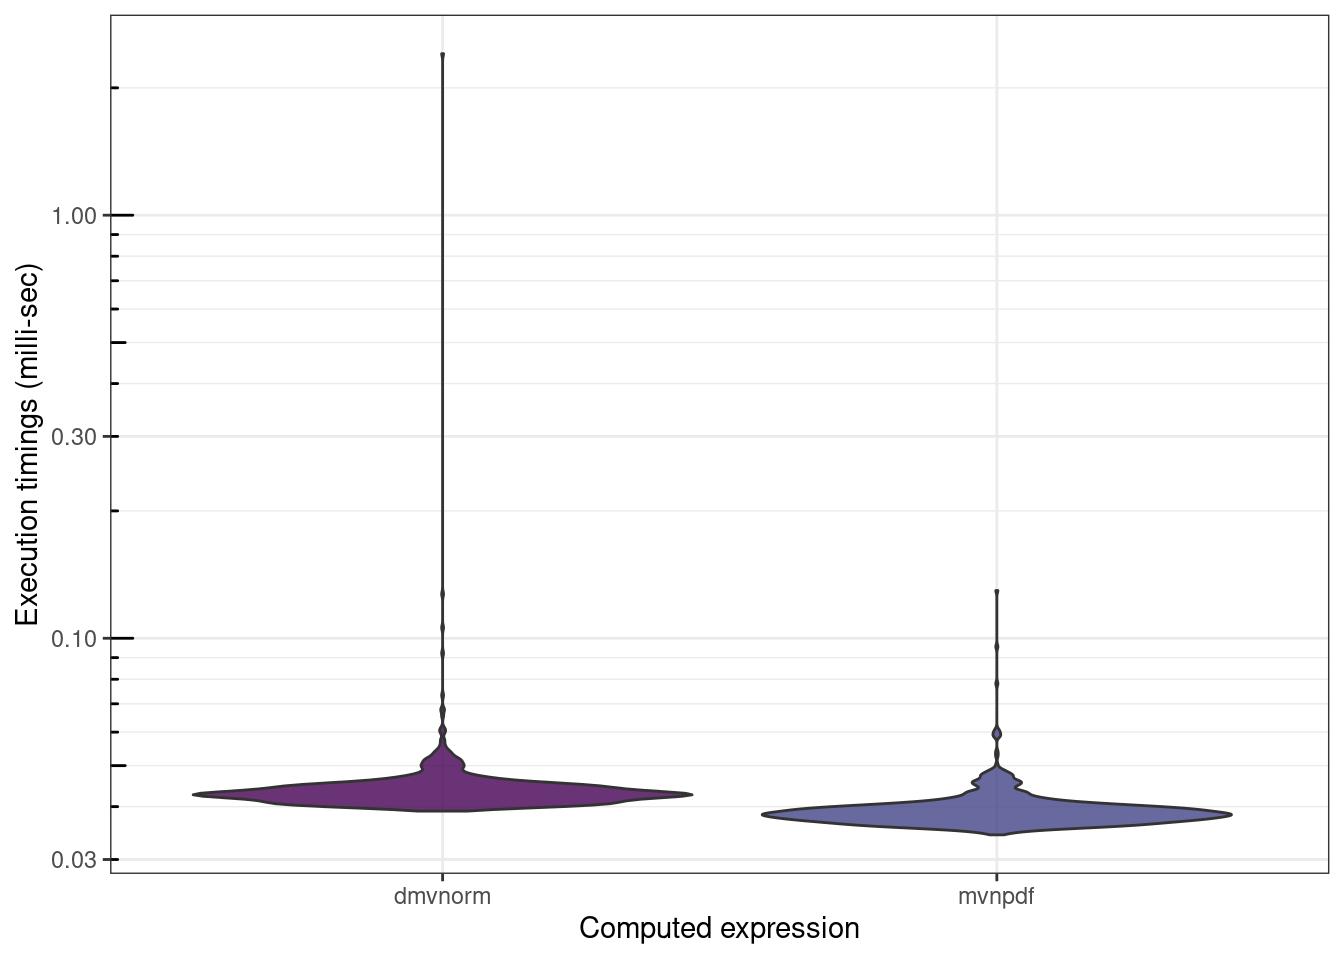 Execution timings (milli-sec)
1.00
0.30
0.10
0.03
dmvnorm
mvnpdf
Computed expression